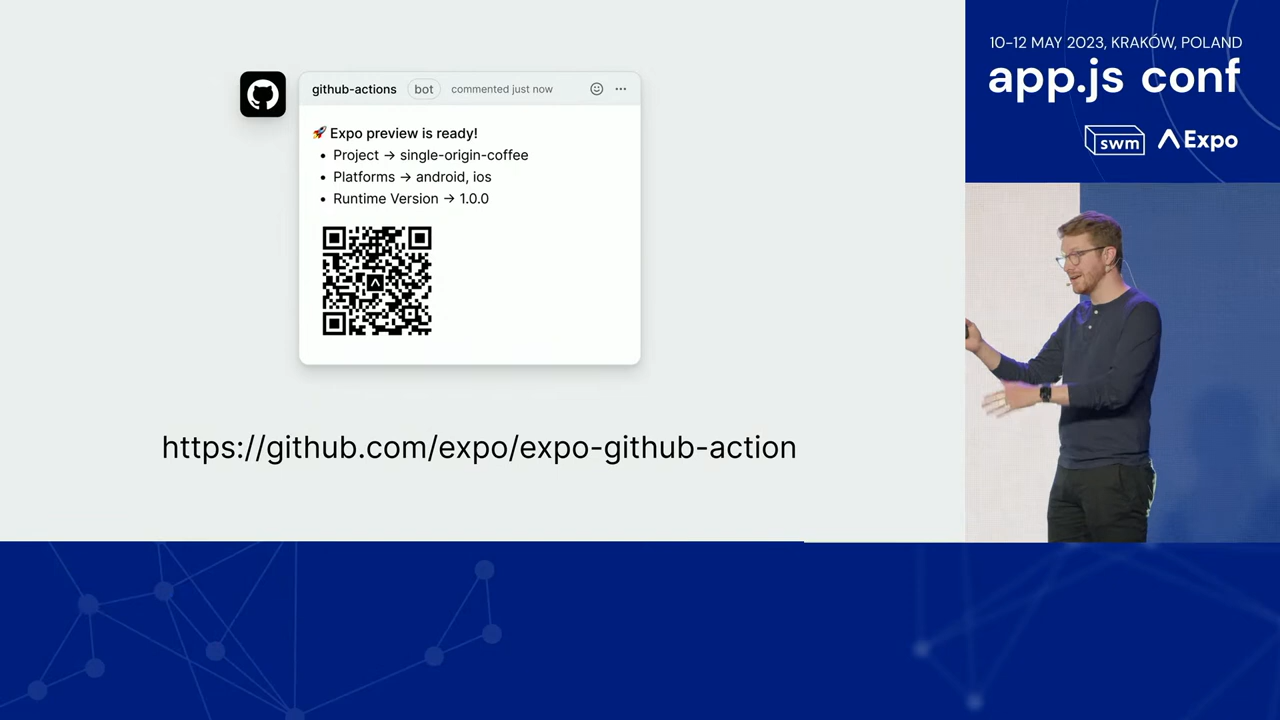 github-actions bot commented just now
🚀 Expo preview is ready!
• Project → single-origin-coffee
• Platforms → android, ios
• Runtime Version → 1.0.0
https://github.com/expo/expo-github-action
10-12 MAY 2023, KRAKÓW, POLAND
app.js conf
swm Expo